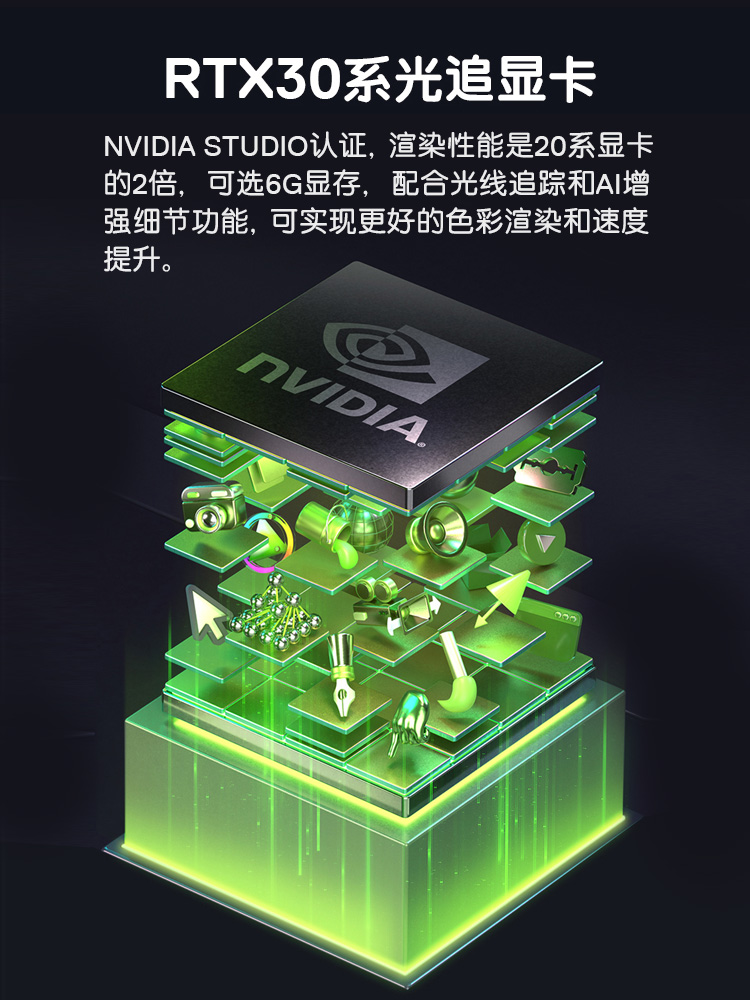 RTX30系光追显卡
NVIDIA STUDIO认证, 渲染性能是20系显卡
的2倍, 可选6G显存, 配合光线追踪和AI增
强细节功能, 可实现更好的色彩渲染和速度
提升。
NVIDIA®